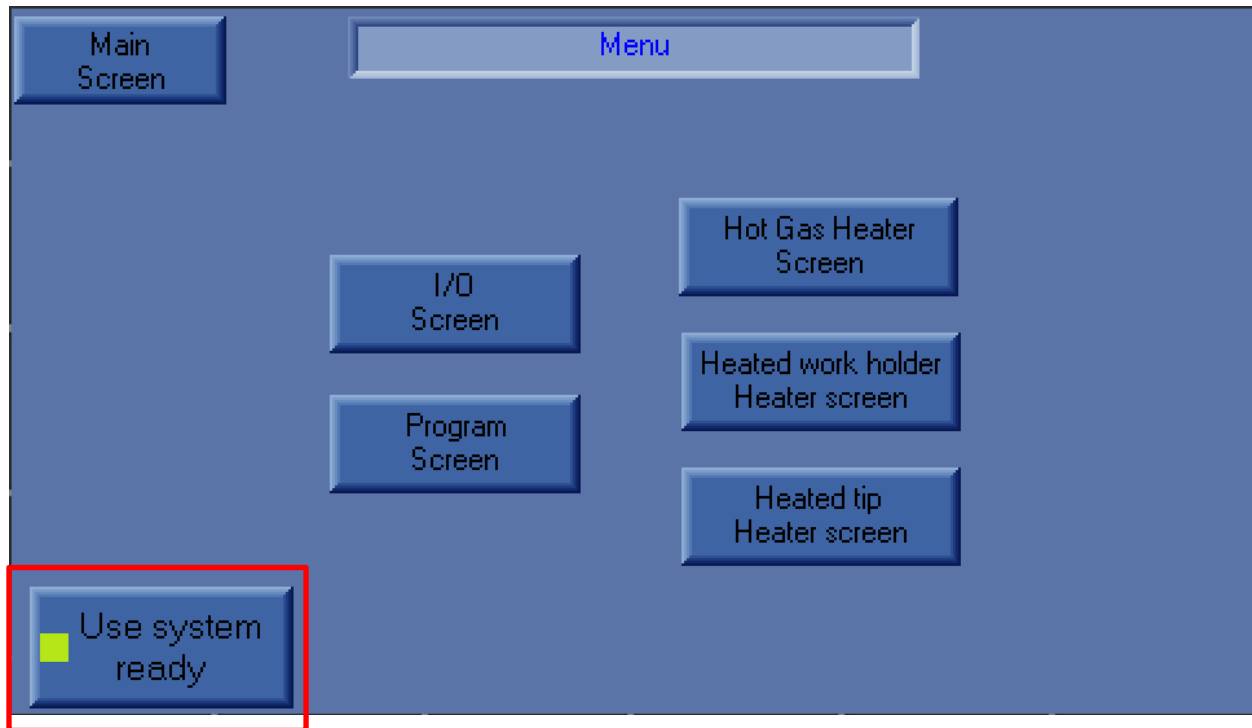 Main
Screen
Menu
Hot Gas Heater
Screen
I/O
Screen
Heated work holder
Heater screen
Program
Screen
Heated tip
Heater screen
Use system
ready